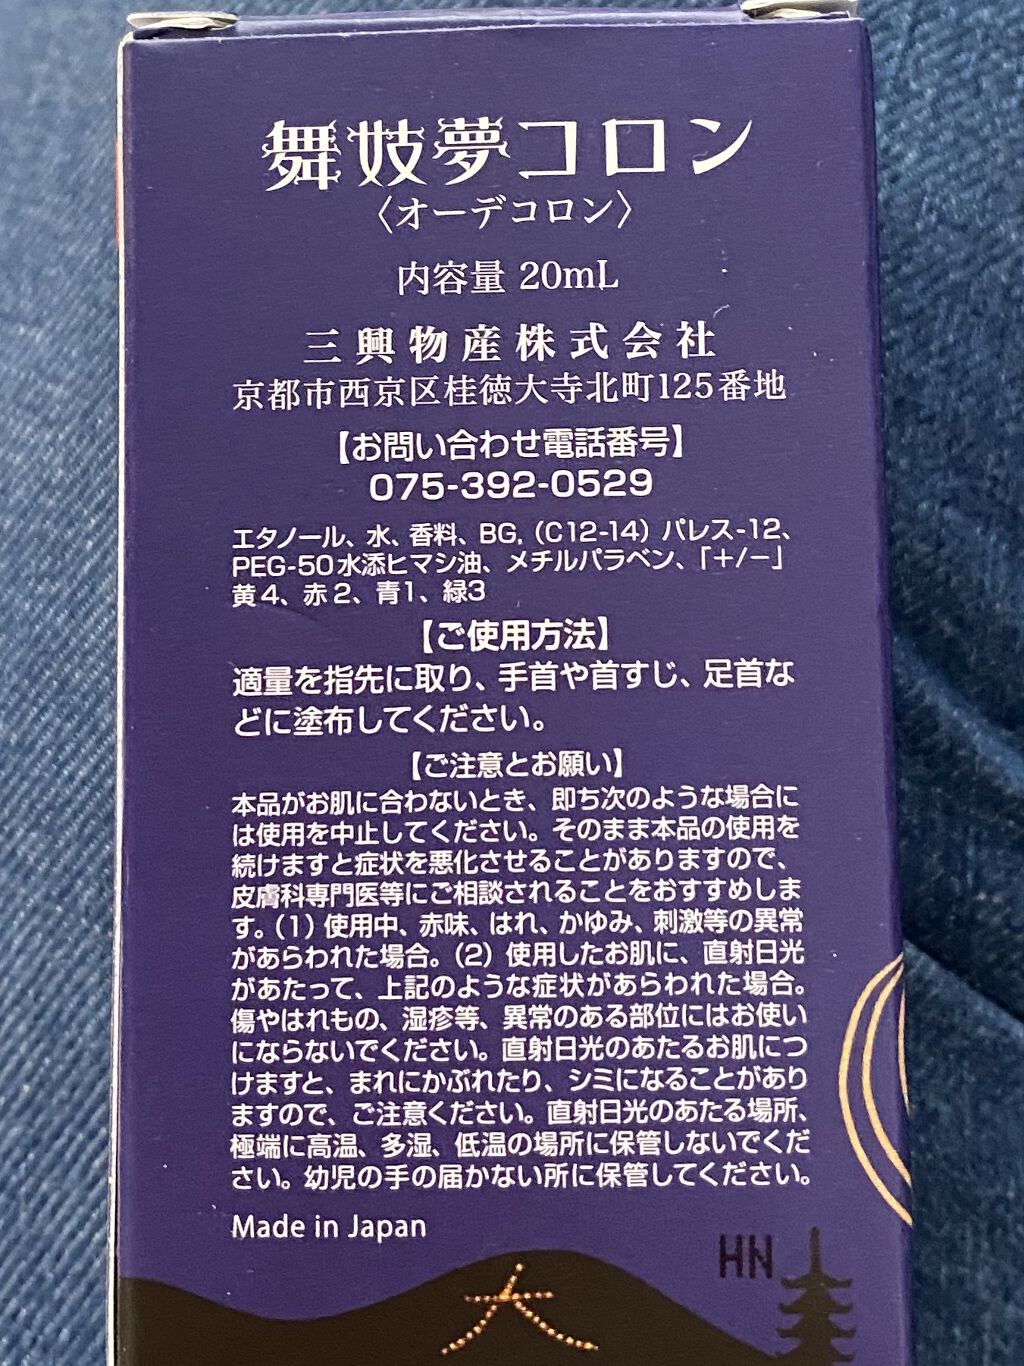 舞妓夢コロン
〈オーデコロン〉
内容量 20mL
三興物産株式会社
京都市西京区桂徳大寺北町125番地
【お問い合わせ電話番号】
075-392-0529
エタノール、水、香料、BG,（C12-14）パレス-12、
PEG-50水添ヒマシ油、メチルパラベン、「＋/－」
黄4、赤2、青1、緑3
【ご使用方法】
適量を指先に取り、手首や首すじ、足首な
どに塗布してください。
【ご注意とお願い】
本品がお肌に合わないとき、即ち次のような場合に
は使用を中止してください。そのまま本品の使用を
続けますと症状を悪化させることがありますので、
皮膚科専門医等にご相談されることをおすすめしま
す。（1）使用中、赤味、はれ、かゆみ、刺激等の異常
があらわれた場合。（2）使用したお肌に、直射日光
があたって、上記のような症状があらわれた場合。
傷やはれもの、湿疹等、異常のある部位にはお使い
にならないでください。直射日光のあたるお肌につ
けますと、まれにかぶれたり、シミになることがあり
ますので、ご注意ください。直射日光のあたる場所、
極端に高温、多湿、低温の場所に保管しないでくだ
さい。幼児の手の届かない所に保管してください。
Made in Japan
HN
大